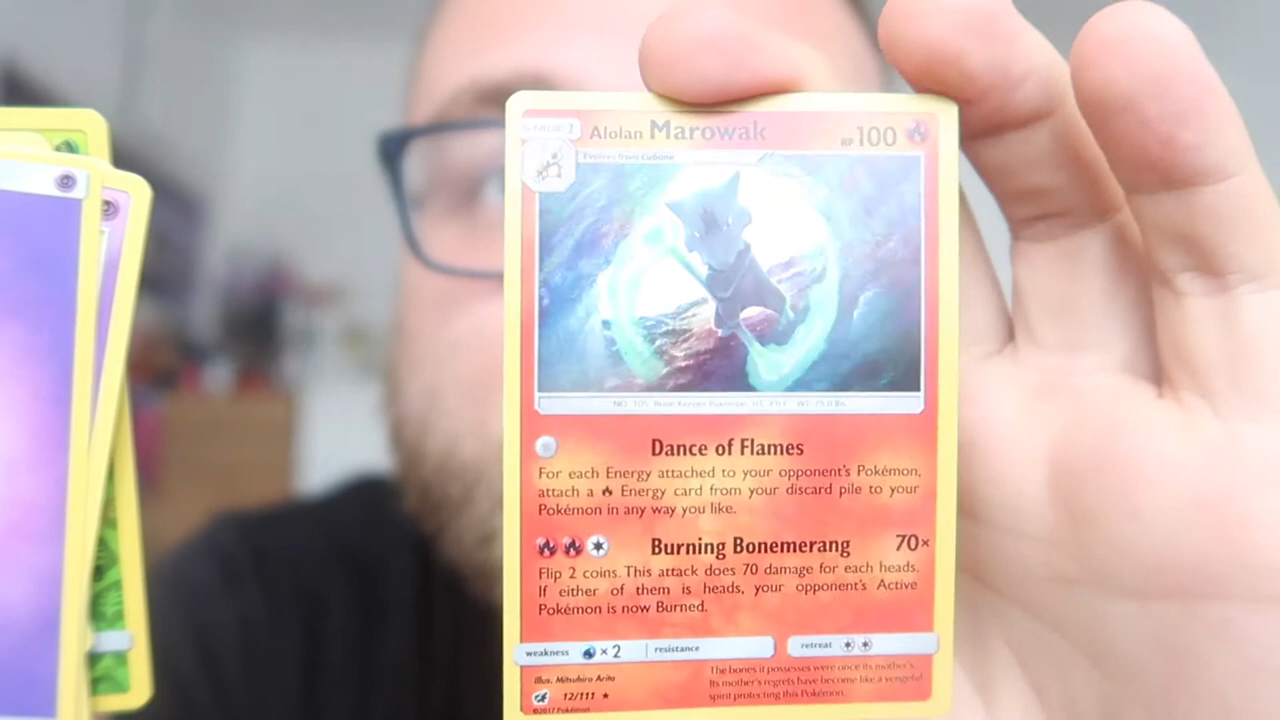 STAGE 1
Alolan Marowak HP 100
Evolves from Cubone
Dance of Flames
For each Energy attached to your opponent's Pokémon,
attach a Energy card from your discard pile to your
Pokémon in any way you like.
Burning Bonemerang 70×
Flip 2 coins. This attack does 70 damage for each heads.
If either of them is heads, your opponent's Active
Pokémon is now Burned.
weakness ×2 resistance retreat
Illus. Mitsuhiro Arita
12/111 ★
©2017 Pokémon
The bones it possesses were once its mother's.
Its mother's regrets have become like a vengeful
spirit protecting this Pokémon.